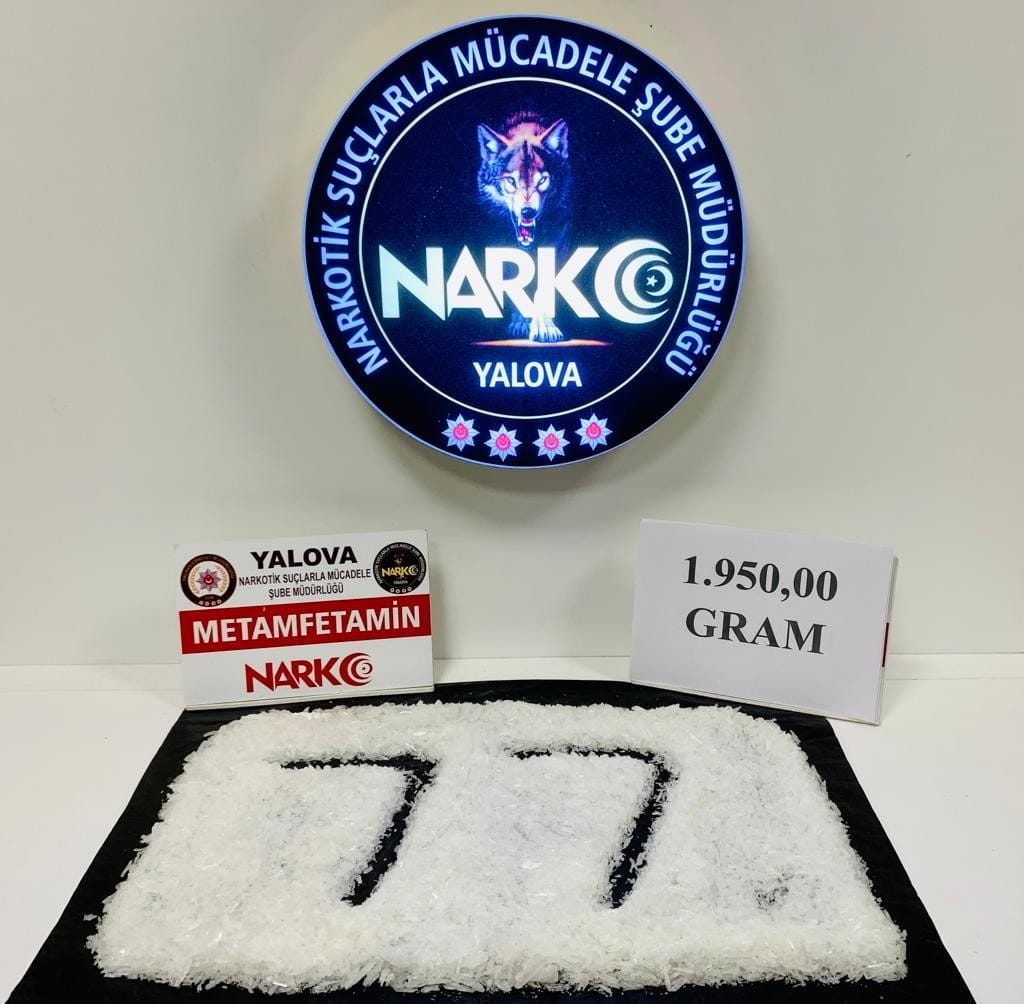 NARKOTİK SUÇLARLA MÜCADELE ŞUBE MÜDÜRLÜĞÜ
NARKO
YALOVA
YALOVA
NARKOTİK SUÇLARLA MÜCADELE
ŞUBE MÜDÜRLÜĞÜ
METAMFETAMİN
NARKO
1.950,00
GRAM
77